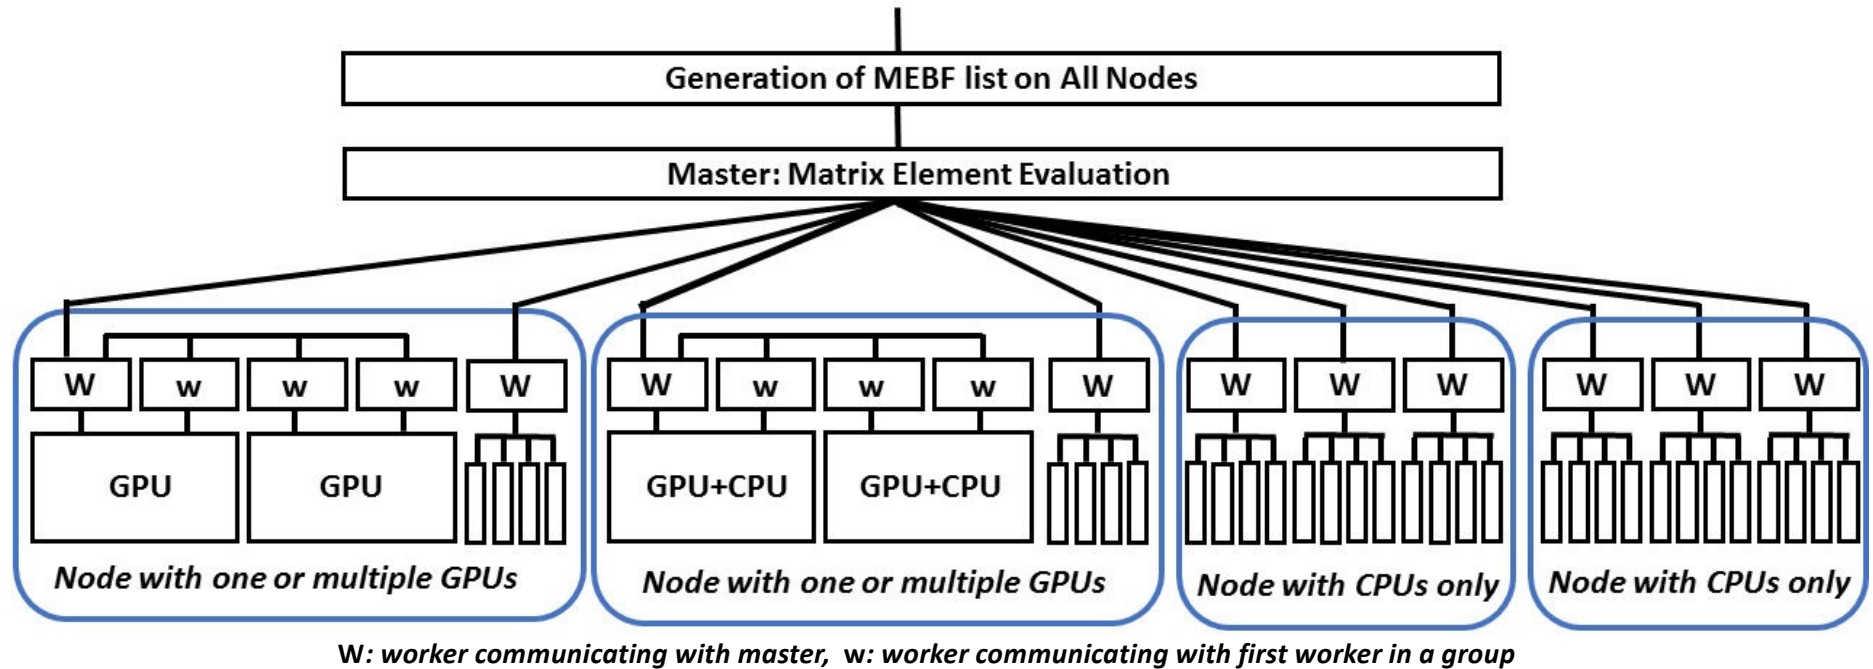 Generation of MEBF list on All Nodes
Master: Matrix Element Evaluation
W w w w W W w w w W W W W W W W
GPU GPU GPU+CPU GPU+CPU
Node with one or multiple GPUs Node with one or multiple GPUs Node with CPUs only Node with CPUs only
W: worker communicating with master, w: worker communicating with first worker in a group